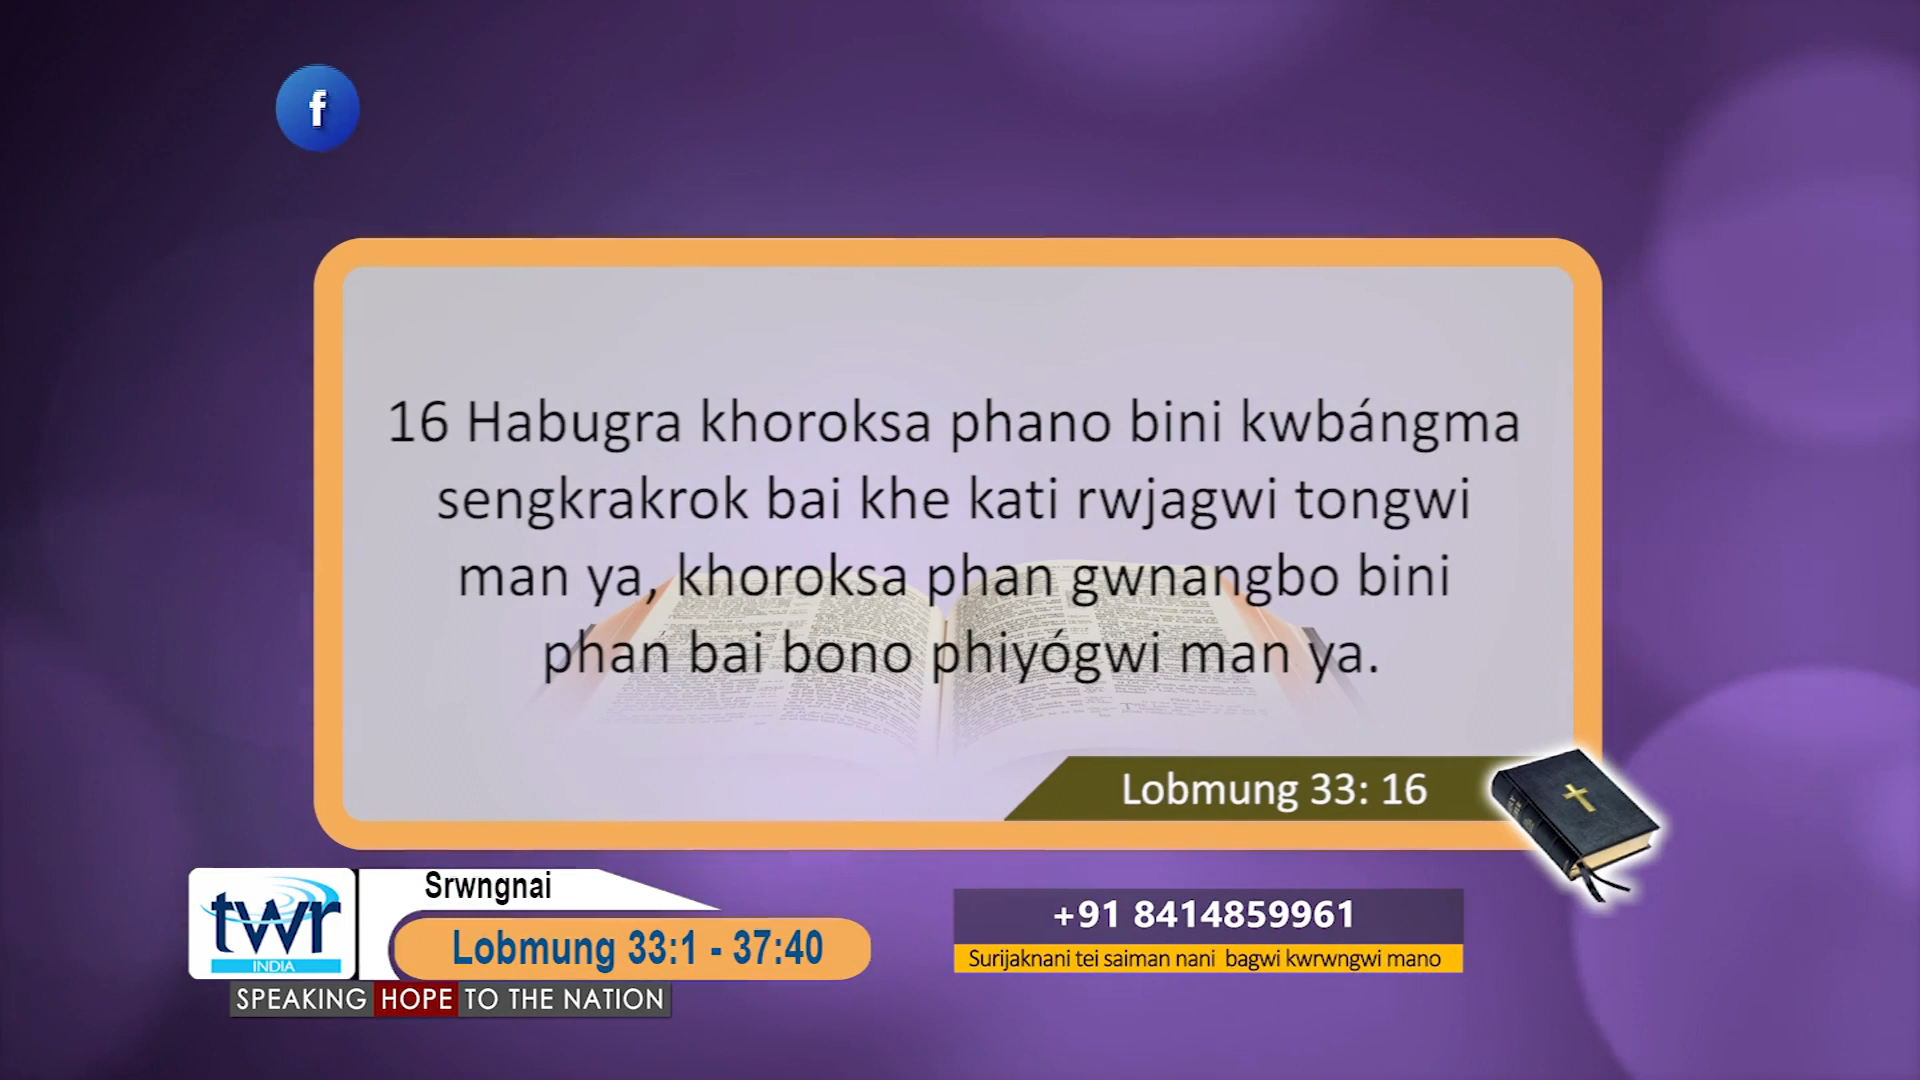 f
16 Habugra khoroksa phano bini kwbángma
sengkrakrok bai khe kati rwjagwi tongwi
man ya, khoroksa phan gwnangbo bini
phan bai bono phiyógwi man ya.
Lobmung 33: 16
Srwngnai
Lobmung 33:1 - 37:40
twr
INDIA
SPEAKING HOPE TO THE NATION
+91 8414859961
Surijaknani tei saiman nani bagwi kwrwngwi mano